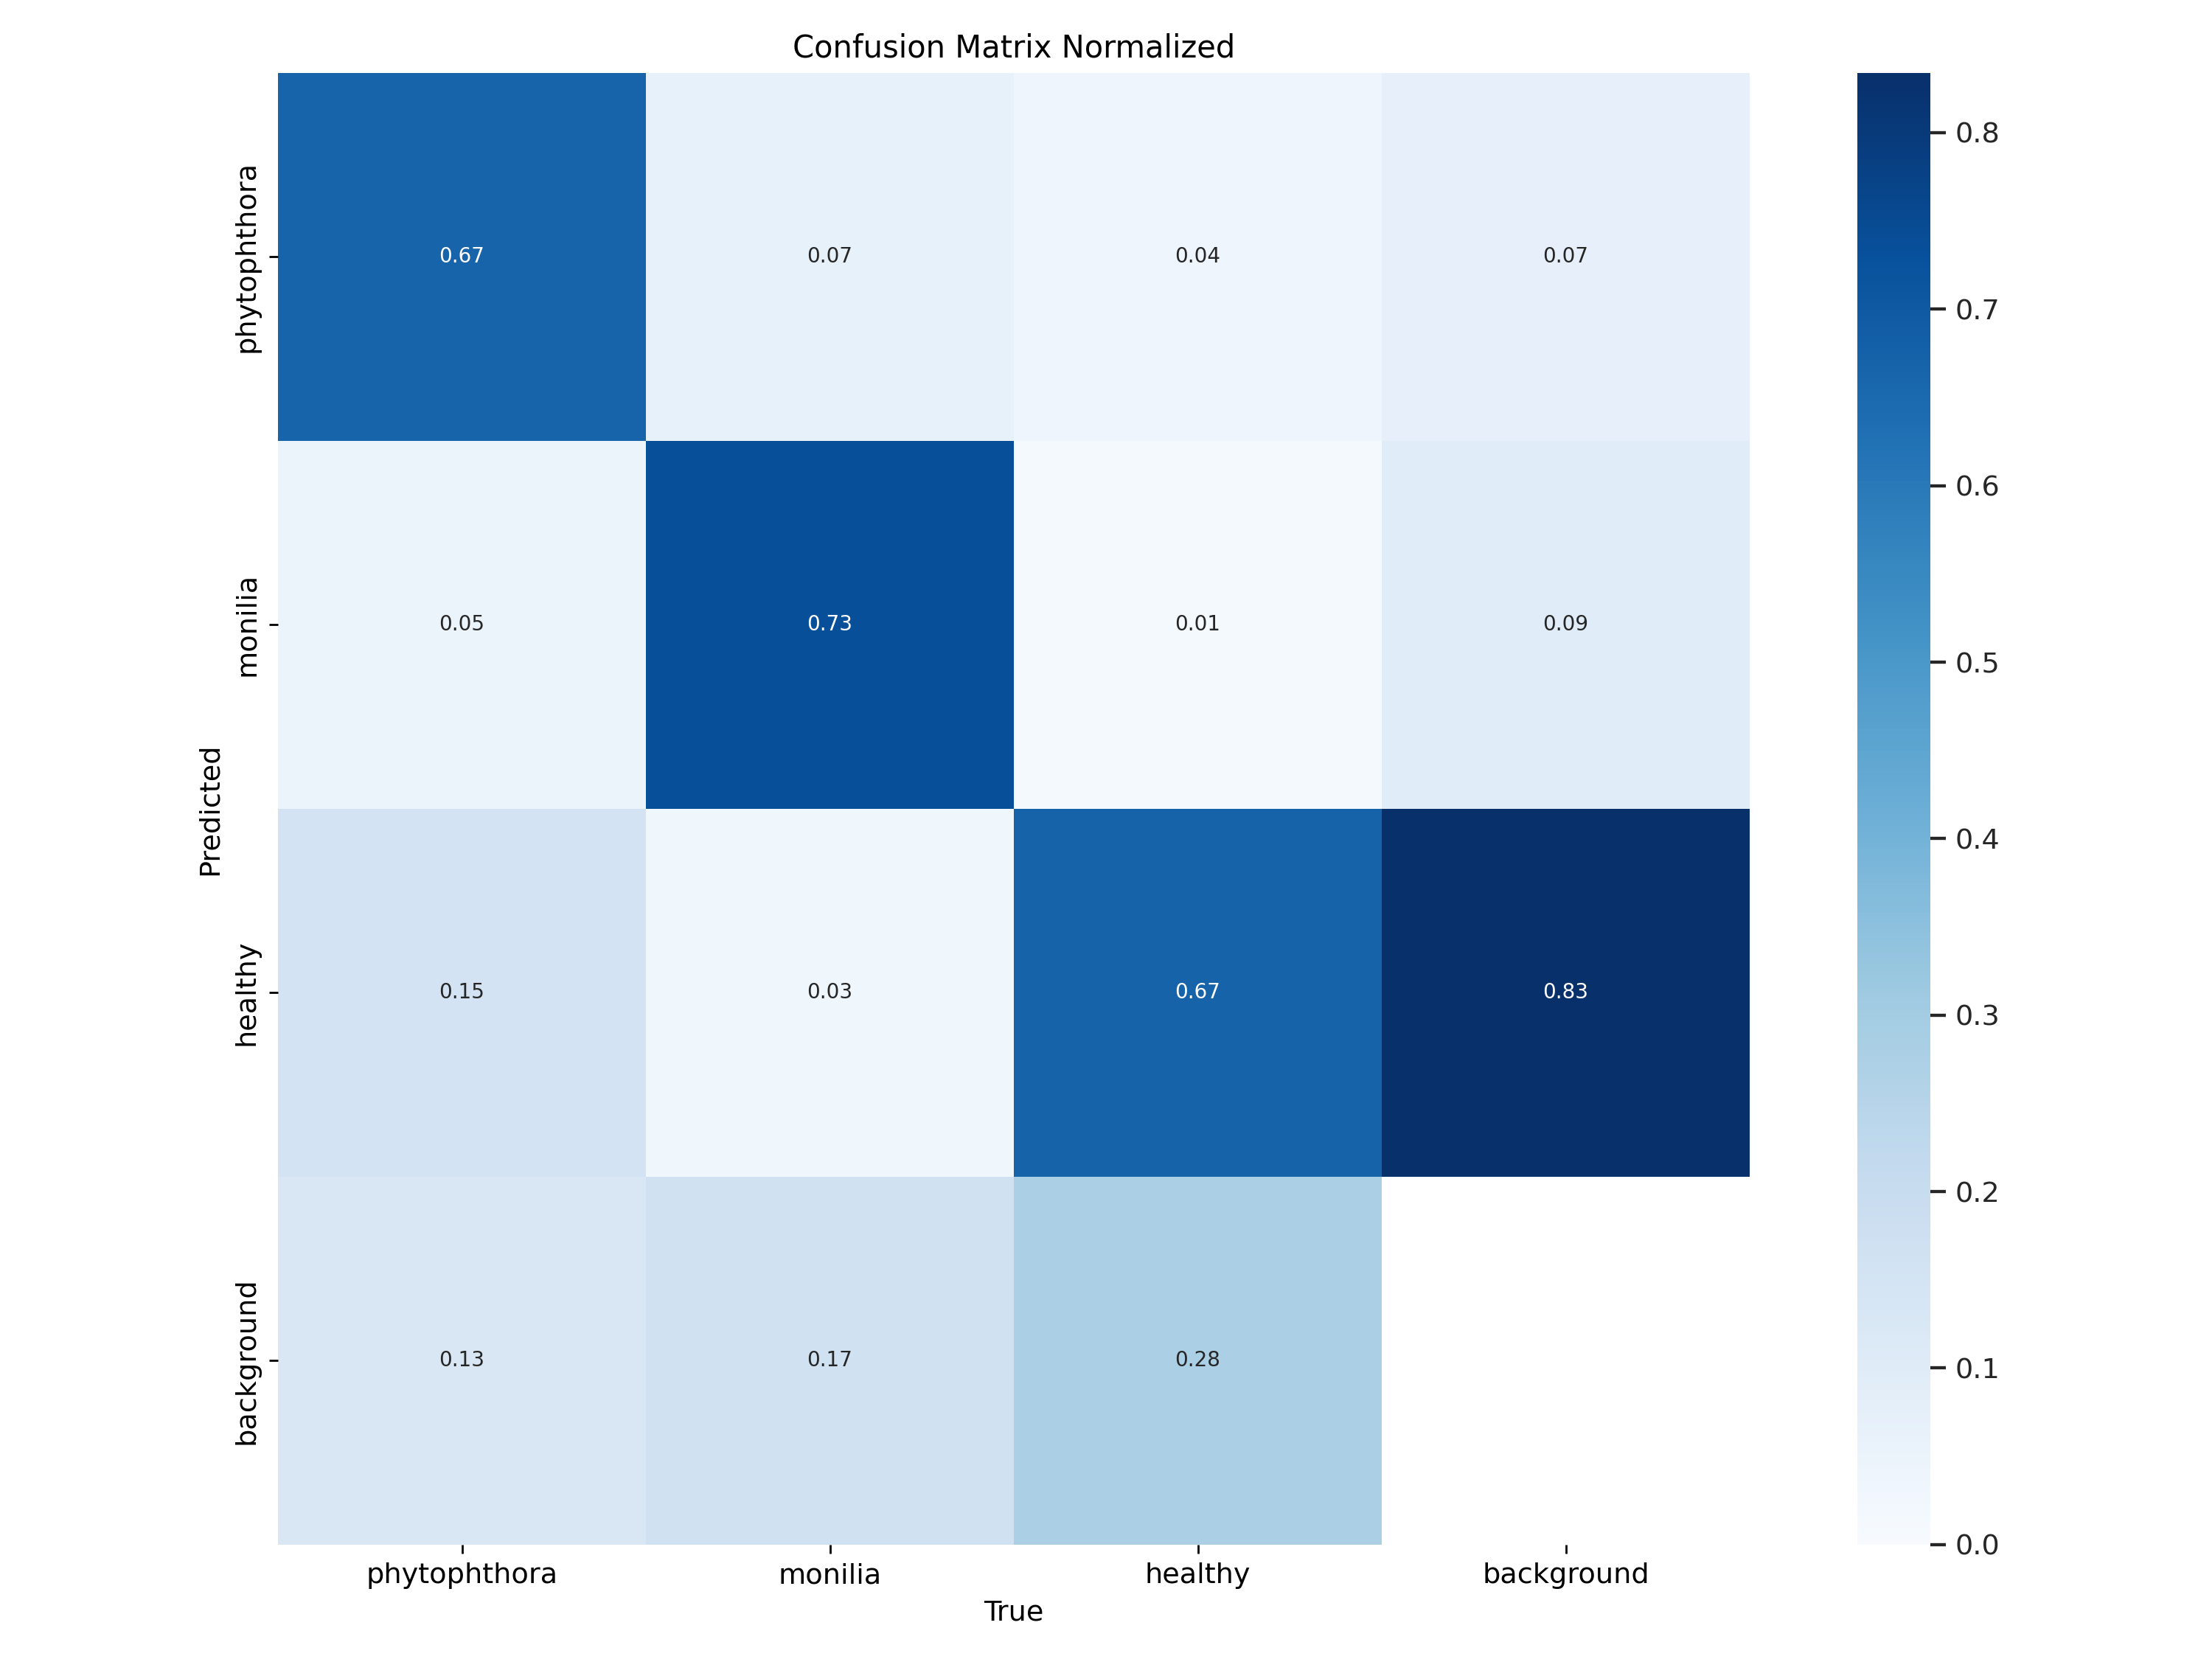 Confusion Matrix Normalized
phytophthora
0.67
0.07
0.04
0.07
monilia
0.05
0.73
0.01
0.09
healthy
0.15
0.03
0.67
0.83
background
0.13
0.17
0.28
Predicted
phytophthora
monilia
healthy
background
True
0.8
0.7
0.6
0.5
0.4
0.3
0.2
0.1
0.0